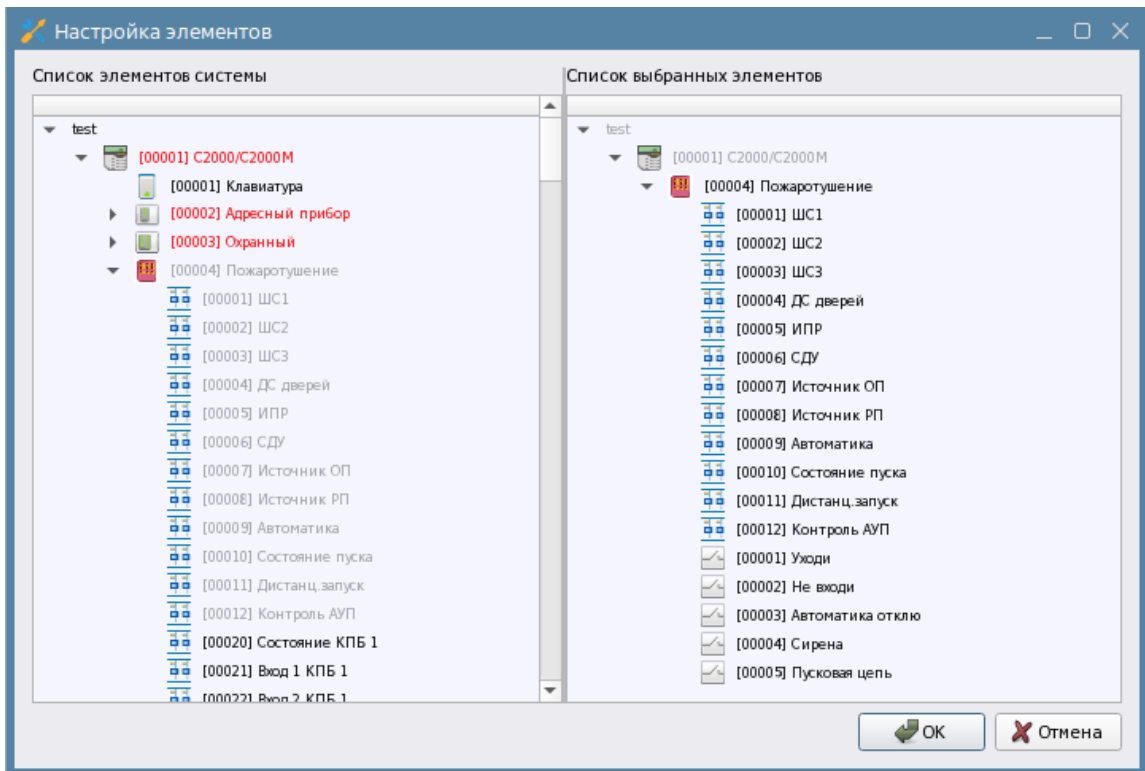 Настройка элементов
Список элементов системы
test
[00001] С2000/С2000М
[00001] Клавиатура
[00002] Адресный прибор
[00003] Охранный
[00004] Пожаротушение
[00001] ШС1
[00002] ШС2
[00003] ШС3
[00004] ДС дверей
[00005] ИПР
[00006] СДУ
[00007] Источник ОП
[00008] Источник РП
[00009] Автоматика
[00010] Состояние пуска
[00011] Дистанц.запуск
[00012] Контроль АУП
[00020] Состояние КПБ 1
[00021] Вход 1 КПБ 1
[00022] Вход 2 КПБ 1
Список выбранных элементов
test
[00001] С2000/С2000М
[00004] Пожаротушение
[00001] ШС1
[00002] ШС2
[00003] ШС3
[00004] ДС дверей
[00005] ИПР
[00006] СДУ
[00007] Источник ОП
[00008] Источник РП
[00009] Автоматика
[00010] Состояние пуска
[00011] Дистанц.запуск
[00012] Контроль АУП
[00001] Уходи
[00002] Не входи
[00003] Автоматика отклю
[00004] Сирена
[00005] Пусковая цепь
ОК
Отмена